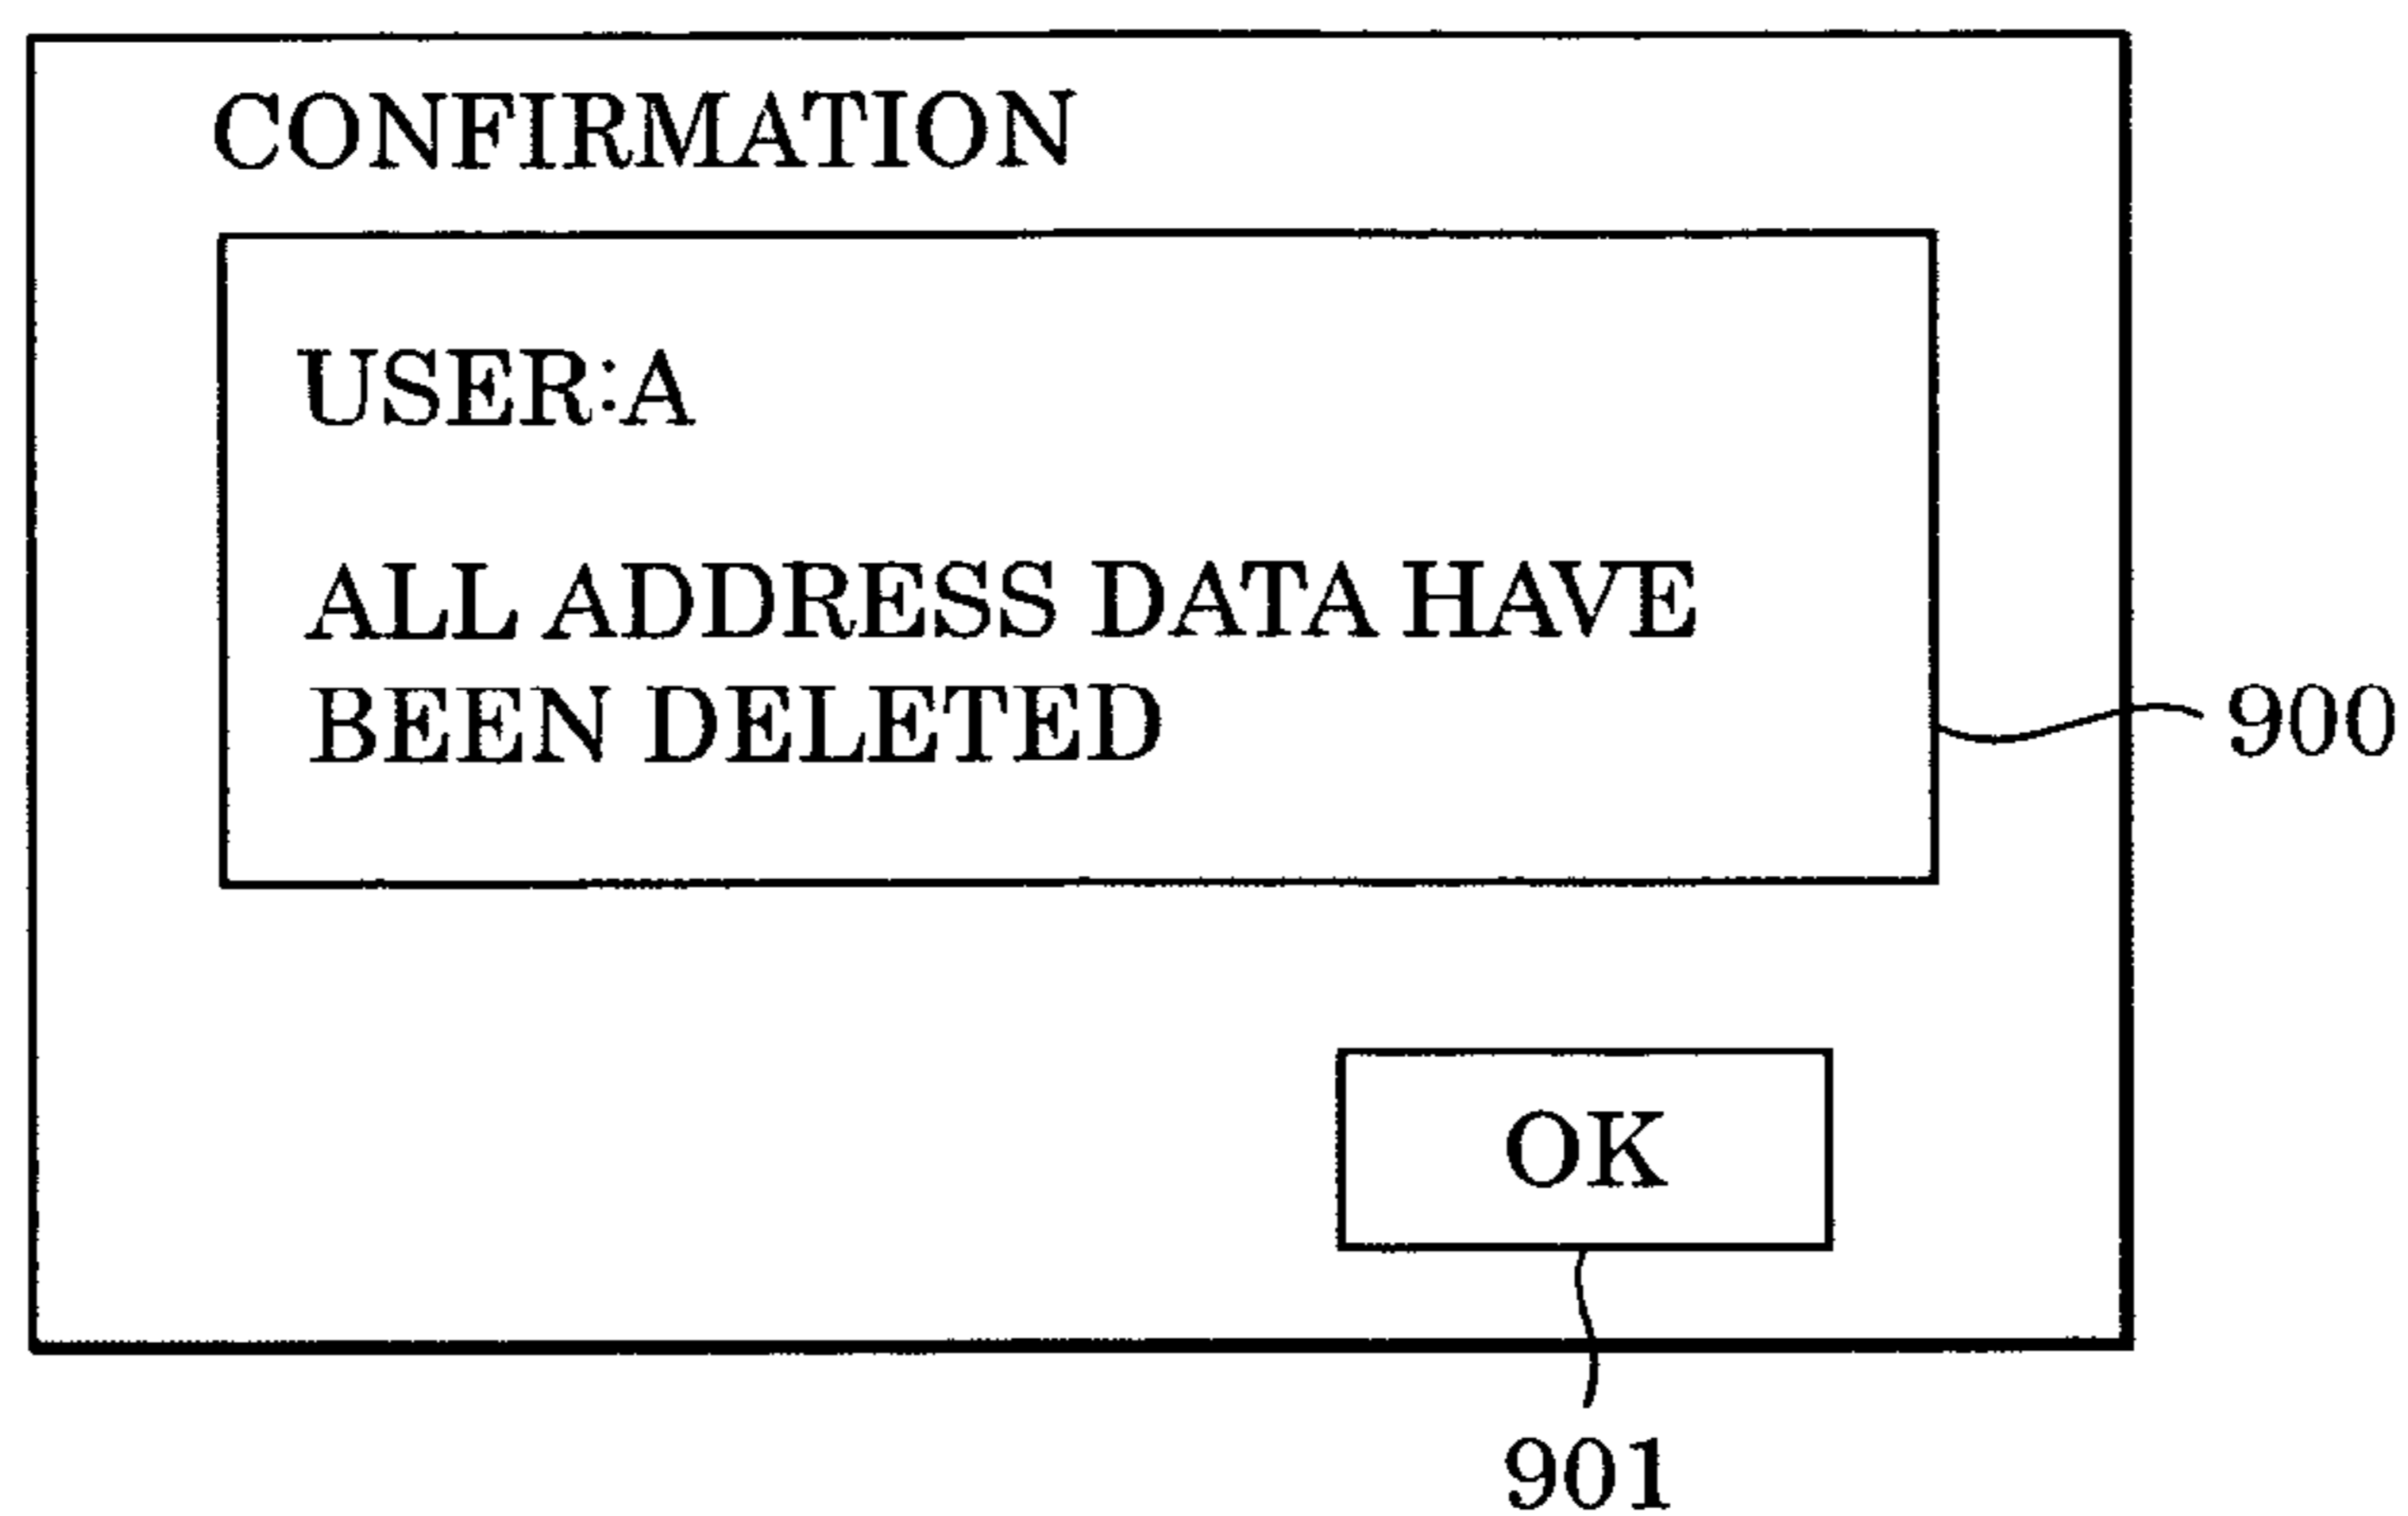 CONFIRMATION
USER:A
ALL ADDRESS DATA HAVE
BEEN DELETED
900
OK
901